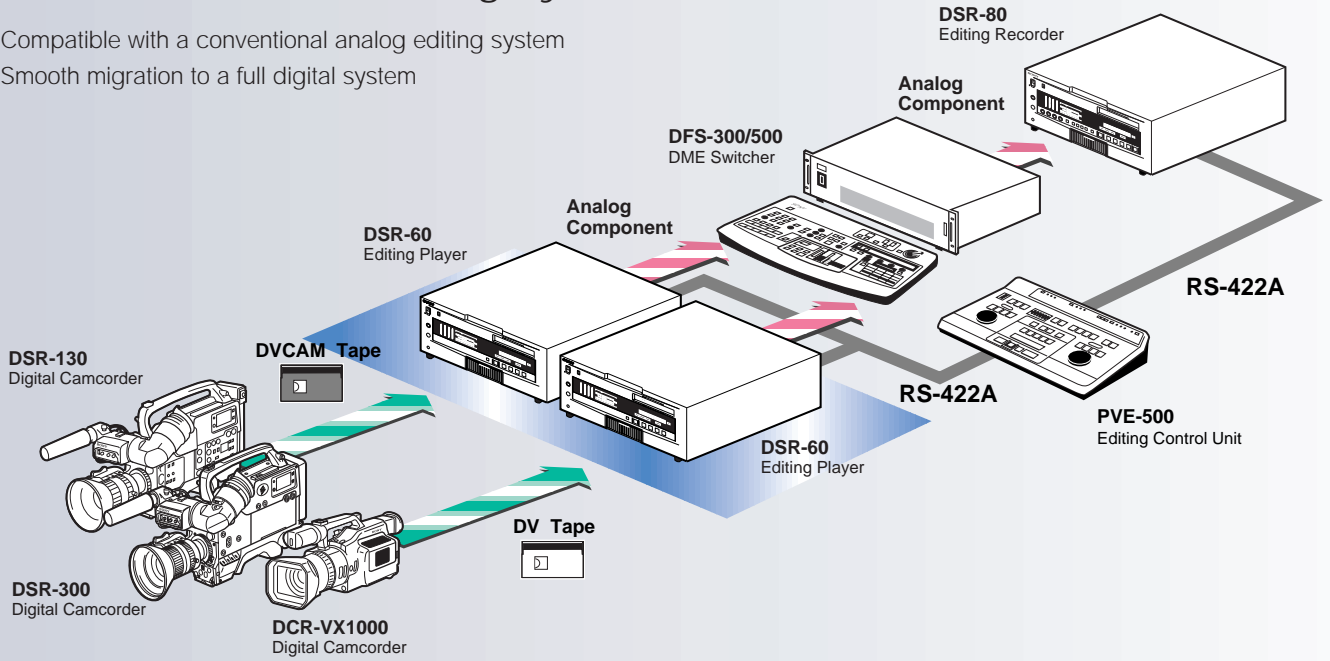 Compatible with a conventional analog editing system
Smooth migration to a full digital system
DSR-80
Editing Recorder
Analog
Component
DFS-300/500
DME Switcher
Analog
Component
DSR-60
Editing Player
RS-422A
DSR-130
Digital Camcorder
DVCAM Tape
RS-422A
PVE-500
Editing Control Unit
DSR-60
Editing Player
DV Tape
DSR-300
Digital Camcorder
DCR-VX1000
Digital Camcorder